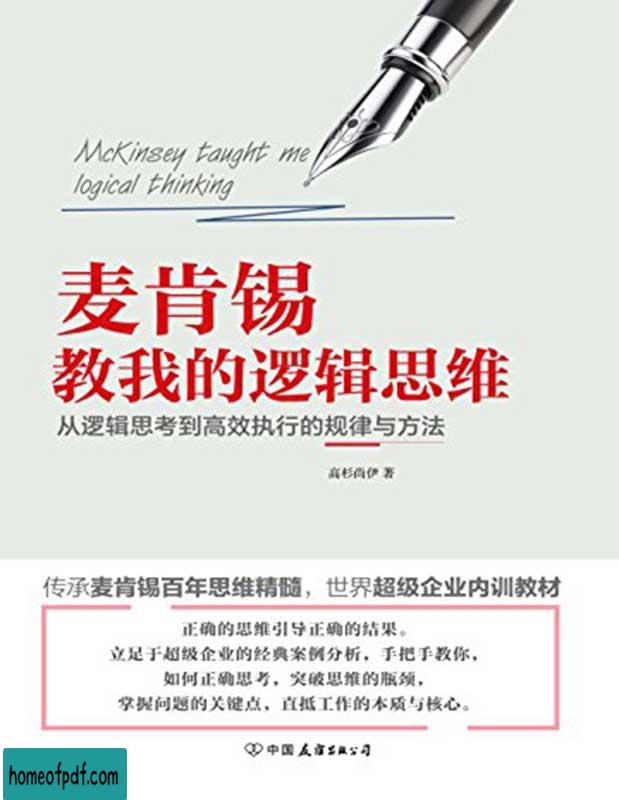 McKinsey taught me
logical thinking
麦肯锡
教我的逻辑思维
从逻辑思考到高效执行的规律与方法
高杉尚伊 著
传承麦肯锡百年思维精髓，世界超级企业内训教材
正确的思维引导正确的结果。
立足于超级企业的经典案例分析，手把手教你，
如何正确思考，突破思维的瓶颈，
掌握问题的关键点，直抵工作的本质与核心。
中国友谊出版公司
homeofpdf.com